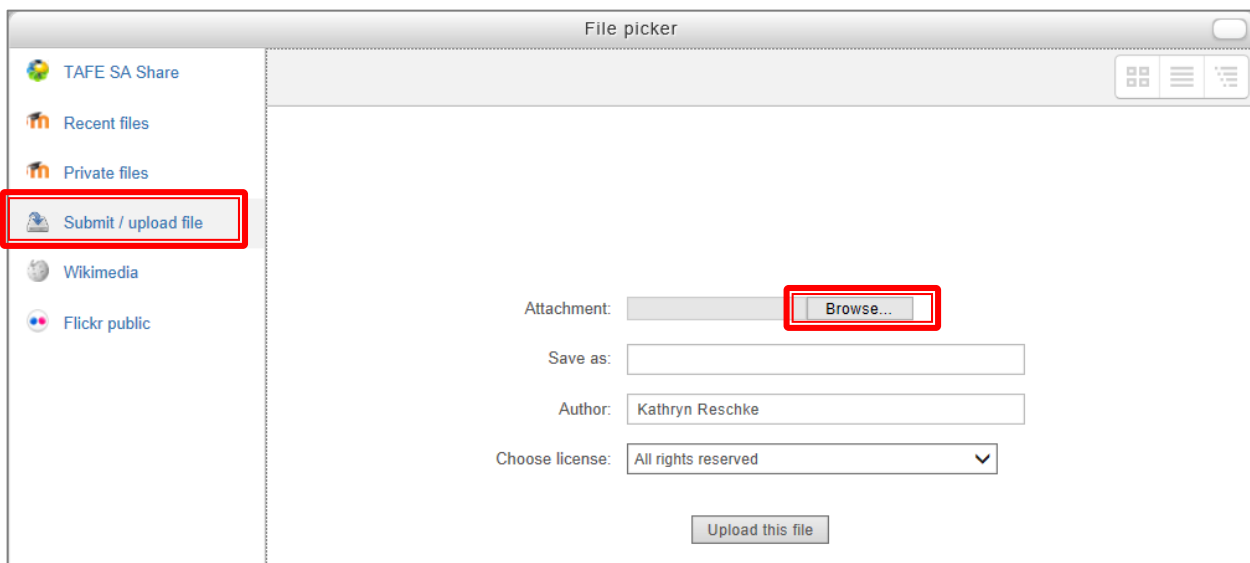 File picker
TAFE SA Share
Recent files
Private files
Submit / upload file
Wikimedia
Flickr public
Attachment: Browse...
Save as:
Author: Kathryn Reschke
Choose license: All rights reserved
Upload this file